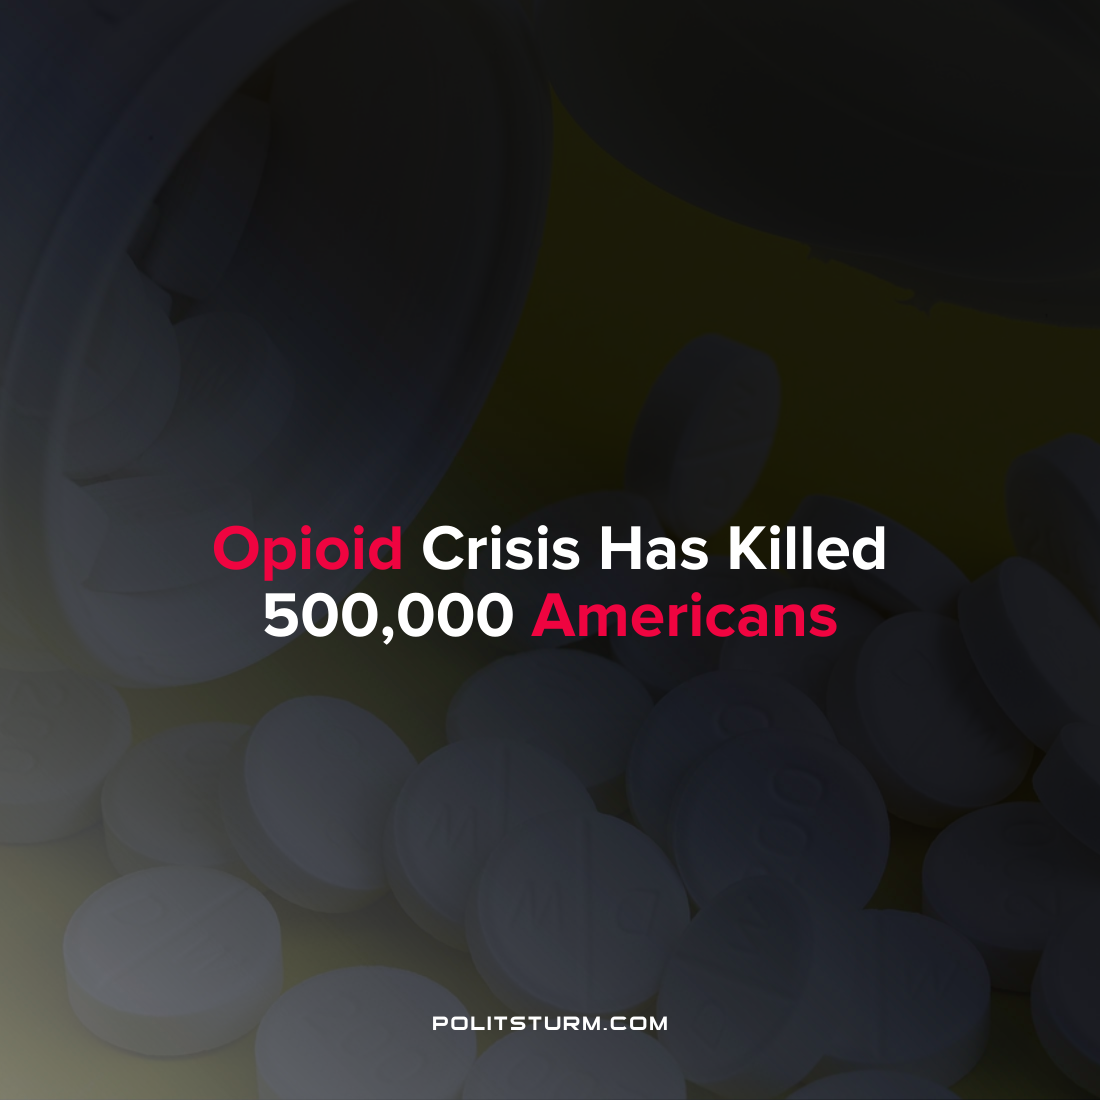 Opioid Crisis Has Killed
500,000 Americans
POLITSTURM.COM